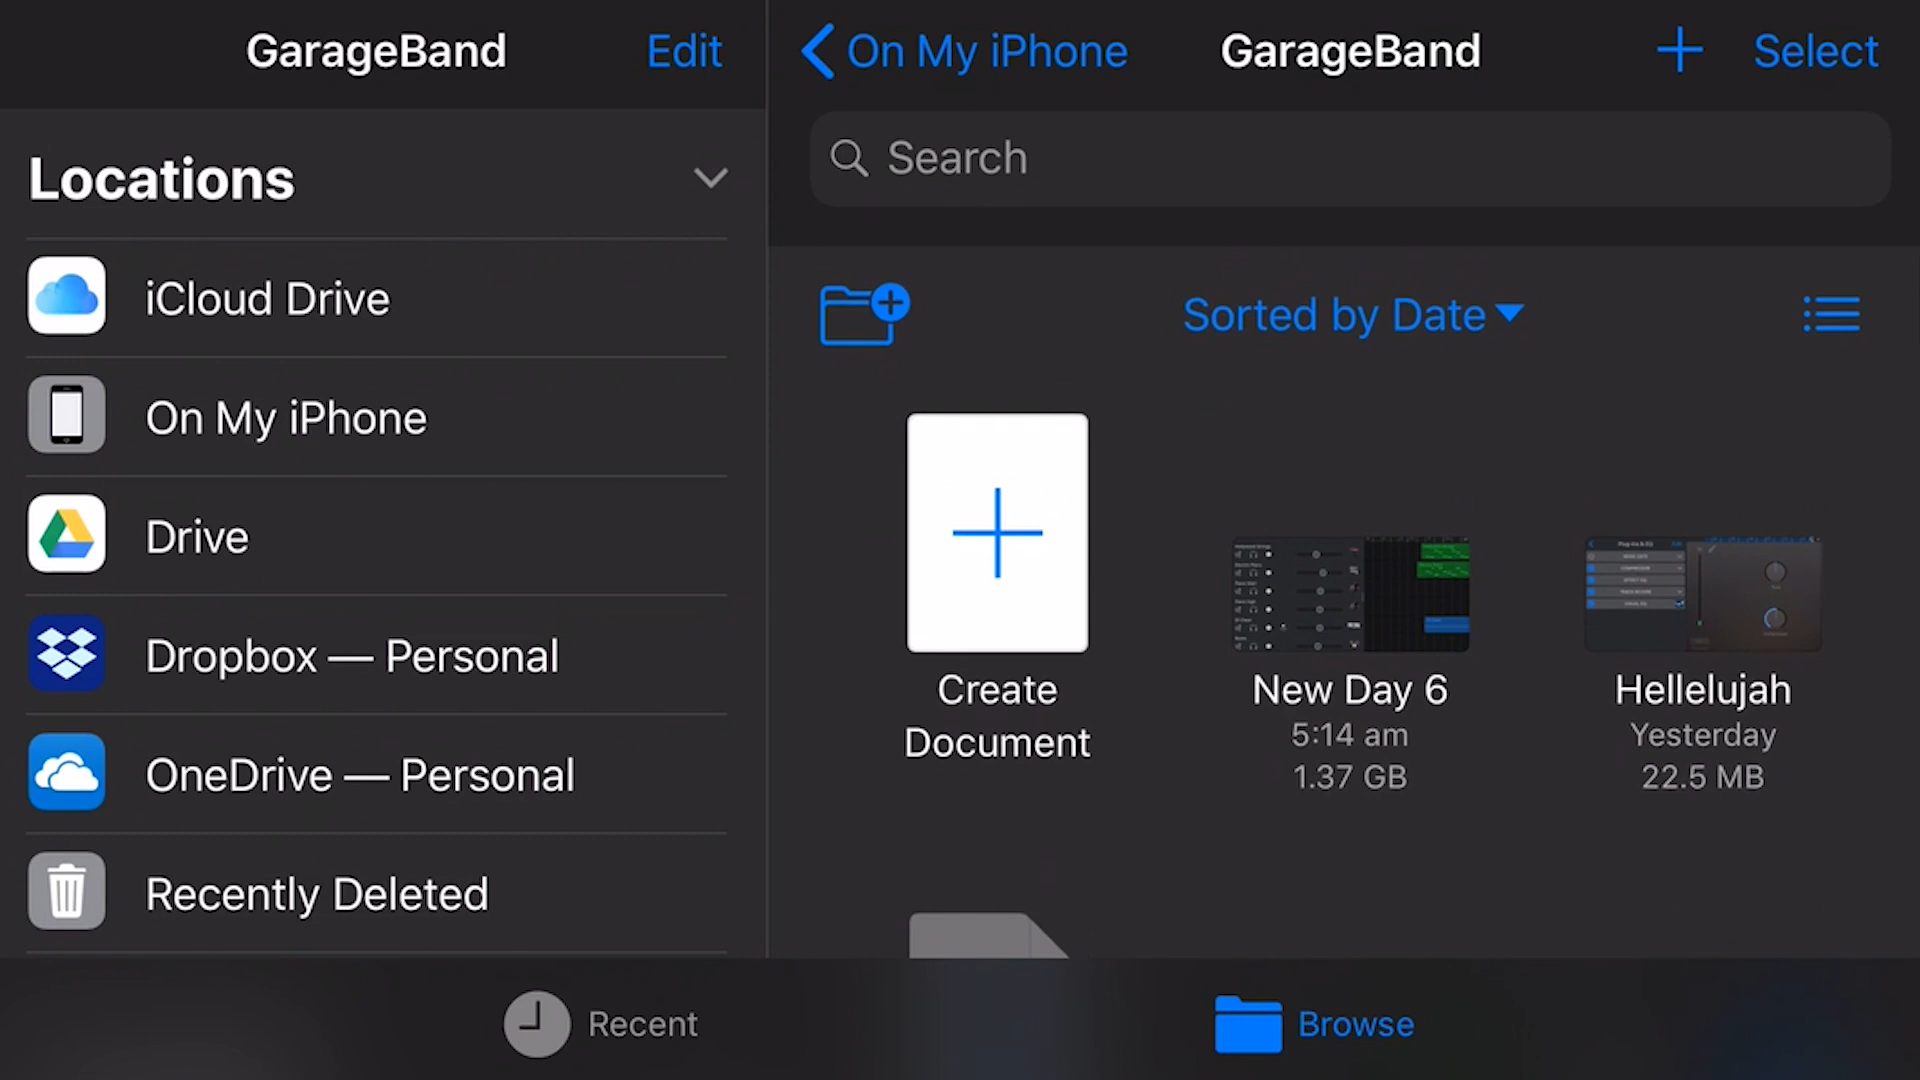 GarageBand
Edit
Locations
iCloud Drive
On My iPhone
Drive
Dropbox — Personal
OneDrive — Personal
Recently Deleted
On My iPhone
GarageBand
Select
Search
Sorted by Date
Create
Document
New Day 6
5:14 am
1.37 GB
Hellelujah
Yesterday
22.5 MB
Recent
Browse